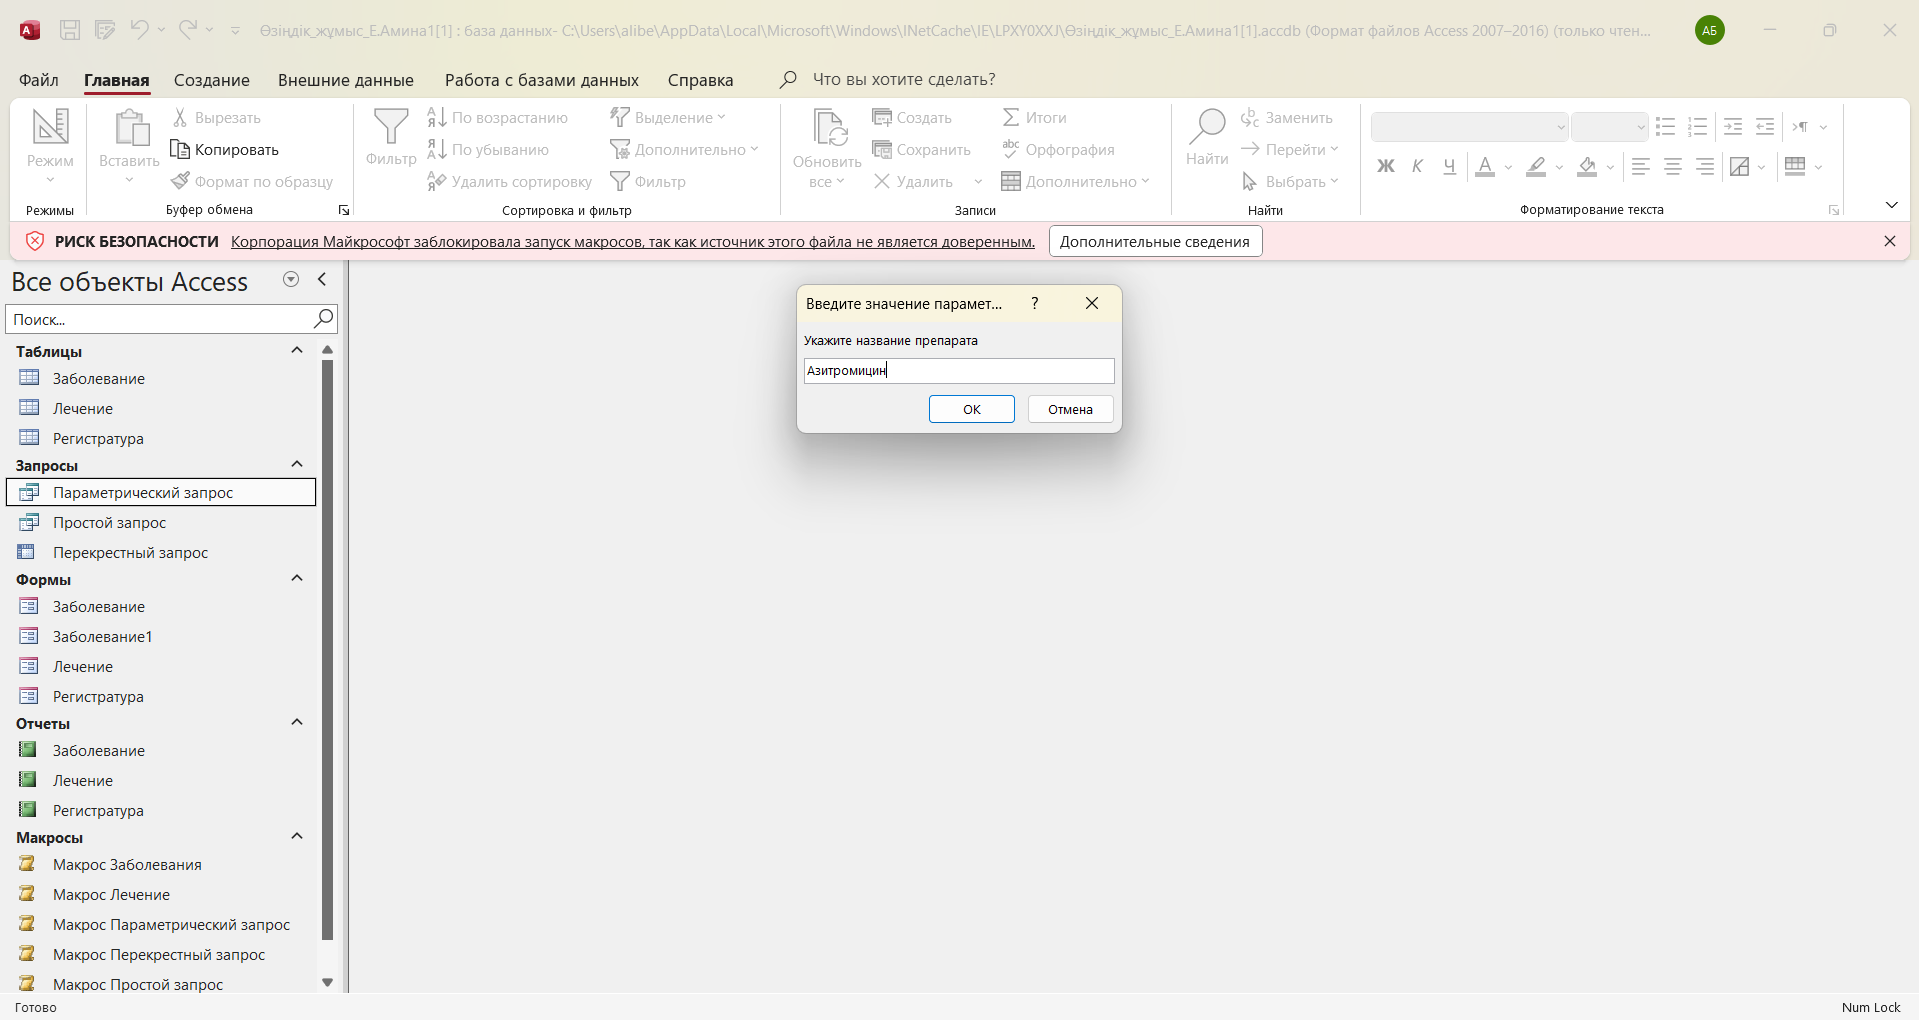 Өзіңдік_жұмыс_Е.Амина1[1] : база данных- C:\Users\alibe\AppData\Local\Microsoft\Windows\INetCache\IE\LPXY0XXJ\Өзіңдік_жұмыс_Е.Амина1[1].accdb (Формат файлов Access 2007–2016) (только чтен...
АБ
Файл Главная Создание Внешние данные Работа с базами данных Справка Что вы хотите сделать?
Режим
Режимы
Вставить
Вырезать
Копировать
Формат по образцу
Буфер обмена
Фильтр
По возрастанию
По убыванию
Удалить сортировку
Выделение
Дополнительно
Фильтр
Сортировка и фильтр
Обновить
все
Создать
Сохранить
Удалить
Итоги
Орфография
Дополнительно
Записи
Найти
Заменить
Перейти
Выбрать
Найти
Ж К Ч А
Форматирование текста
РИСК БЕЗОПАСНОСТИ Корпорация Майкрософт заблокировала запуск макросов, так как источник этого файла не является доверенным. Дополнительные сведения
Все объекты Access
Поиск...
Таблицы
Заболевание
Лечение
Регистратура
Запросы
Параметрический запрос
Простой запрос
Перекрестный запрос
Формы
Заболевание
Заболевание1
Лечение
Регистратура
Отчеты
Заболевание
Лечение
Регистратура
Макросы
Макрос Заболевания
Макрос Лечение
Макрос Параметрический запрос
Макрос Перекрестный запрос
Макрос Простой запрос
Введите значение парамет... ?
Укажите название препарата
Азитромицин
ОК Отмена
Готово
Num Lock